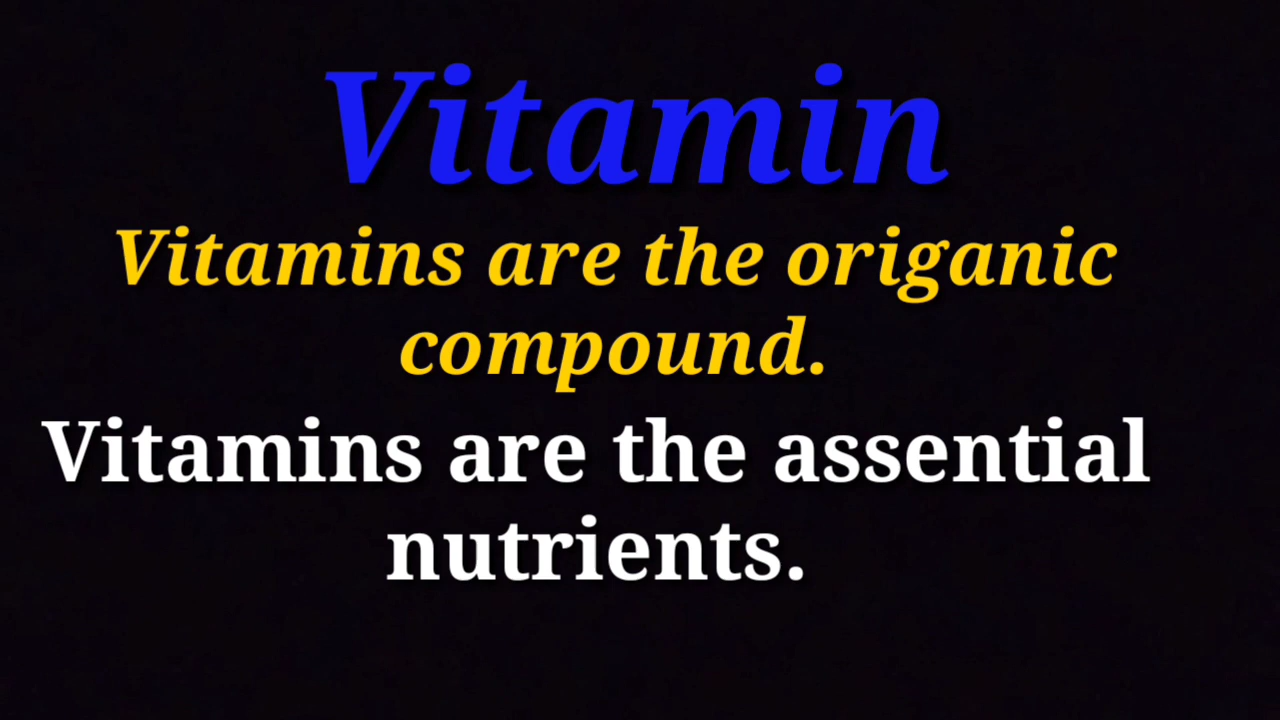 Vitamin
Vitamins are the origanic
compound.
Vitamins are the assential
nutrients.